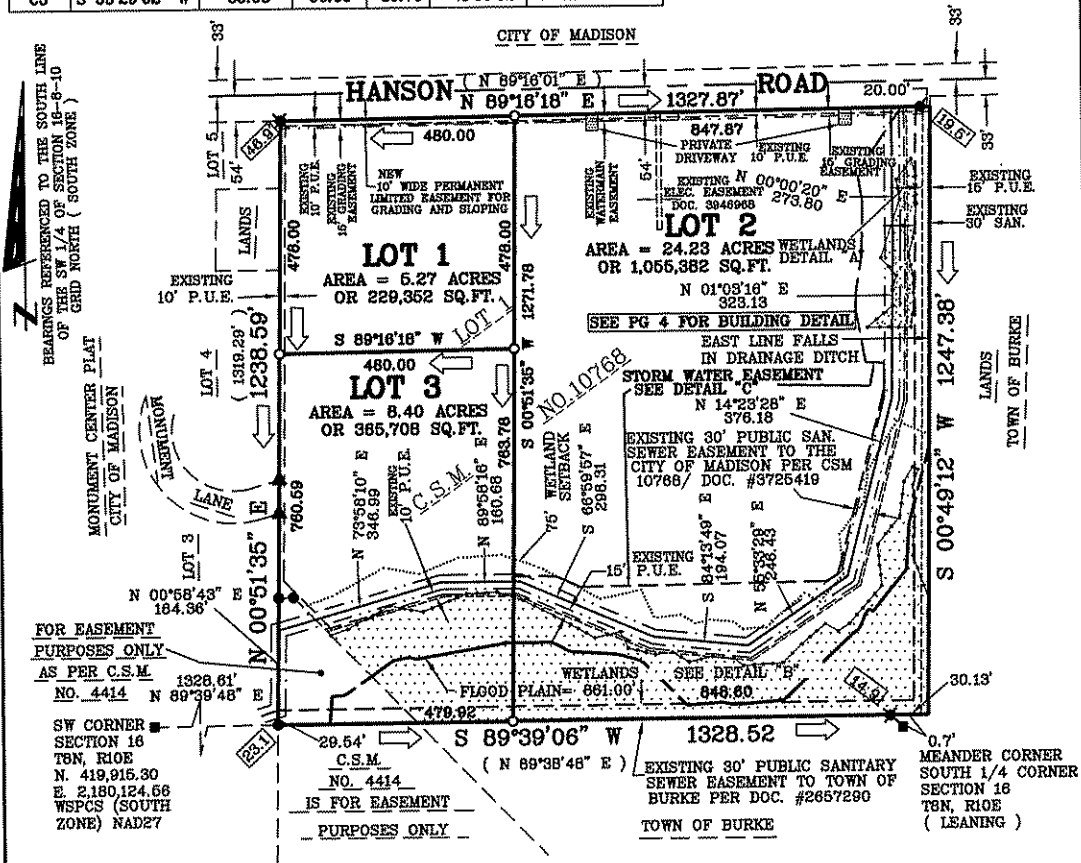 CITY OF MADISON
33'
33'
HANSON
( N 89°16'01" E )
ROAD
N 89°16'18" E
1327.87'
20.00'
19.5'
33'
BEARINGS REFERENCED TO THE SOUTH LINE
OF THE SW 1/4 OF SECTION 16-8-10
GRID NORTH ( SOUTH ZONE )
LOT 5
54'
46.9'
480.00
847.87
PRIVATE
DRIVEWAY
54'
EXISTING
10' P.U.E.
EXISTING
15' GRADING
EASEMENT
EXISTING
10' P.U.E.
EXISTING
15' GRADING
EASEMENT
NEW
10' WIDE PERMANENT
LIMITED EASEMENT FOR
GRADING AND SLOPING
EXISTING
WATERMAIN
EASEMENT
EXISTING
ELEC. EASEMENT
DOC. 3946968
N 00°00'20" E
273.80
EXISTING
15' P.U.E.
EXISTING
30' SAN.
LANDS
478.00
478.00
1271.78
LOT 1
AREA = 5.27 ACRES
OR 229,352 SQ.FT.
LOT 2
AREA = 24.23 ACRES
OR 1,055,382 SQ.FT.
WETLANDS
DETAIL "A"
EXISTING
10' P.U.E.
N 01°03'16" E
323.13
SEE PG 4 FOR BUILDING DETAIL
S 89°16'18" W
480.00
LOT 1
EAST LINE FALLS
IN DRAINAGE DITCH
MONUMENT CENTER PLAT
CITY OF MADISON
LOT 4
( 1319.29' )
1238.59'
LOT 3
AREA = 8.40 ACRES
OR 365,708 SQ.FT.
NO. 10768
C.S.M.
S 00°51'35" W
763.78
STORM WATER EASEMENT
SEE DETAIL "C"
N 14°23'28" E
376.18
EXISTING 30' PUBLIC SAN.
SEWER EASEMENT TO THE
CITY OF MADISON PER CSM
10768/ DOC. #3725419
S 00°49'12" W
1247.38'
LANDS
TOWN OF BURKE
MONUMENT
LANE
LOT 3
N 00°51'35" E
760.59
N 73°58'10" E
346.99
EXISTING
10' P.U.E.
N 89°58'16" E
160.68
75' WETLAND
SETBACK
S 66°59'57" E
298.31
EXISTING
15' P.U.E.
S 84°13'49" E
194.07
N 55°33'29" E
246.43
N 00°58'43" E
164.36'
FOR EASEMENT
PURPOSES ONLY
AS PER C.S.M.
NO. 4414
1328.61'
N 89°39'48" E
WETLANDS
SEE DETAIL "B"
FLOOD PLAIN= 861.00'
848.60
14.9'
30.13'
479.92
SW CORNER
SECTION 16
T8N, R10E
N. 419,915.30
E. 2,180,124.56
WSPCS (SOUTH
ZONE) NAD27
23.1
29.54'
S 89°39'06" W
1328.52
( N 89°38'48" E )
C.S.M.
NO. 4414
IS FOR EASEMENT
PURPOSES ONLY
EXISTING 30' PUBLIC SANITARY
SEWER EASEMENT TO TOWN OF
BURKE PER DOC. #2657290
TOWN OF BURKE
0.7'
MEANDER CORNER
SOUTH 1/4 CORNER
SECTION 16
T8N, R10E
( LEANING )